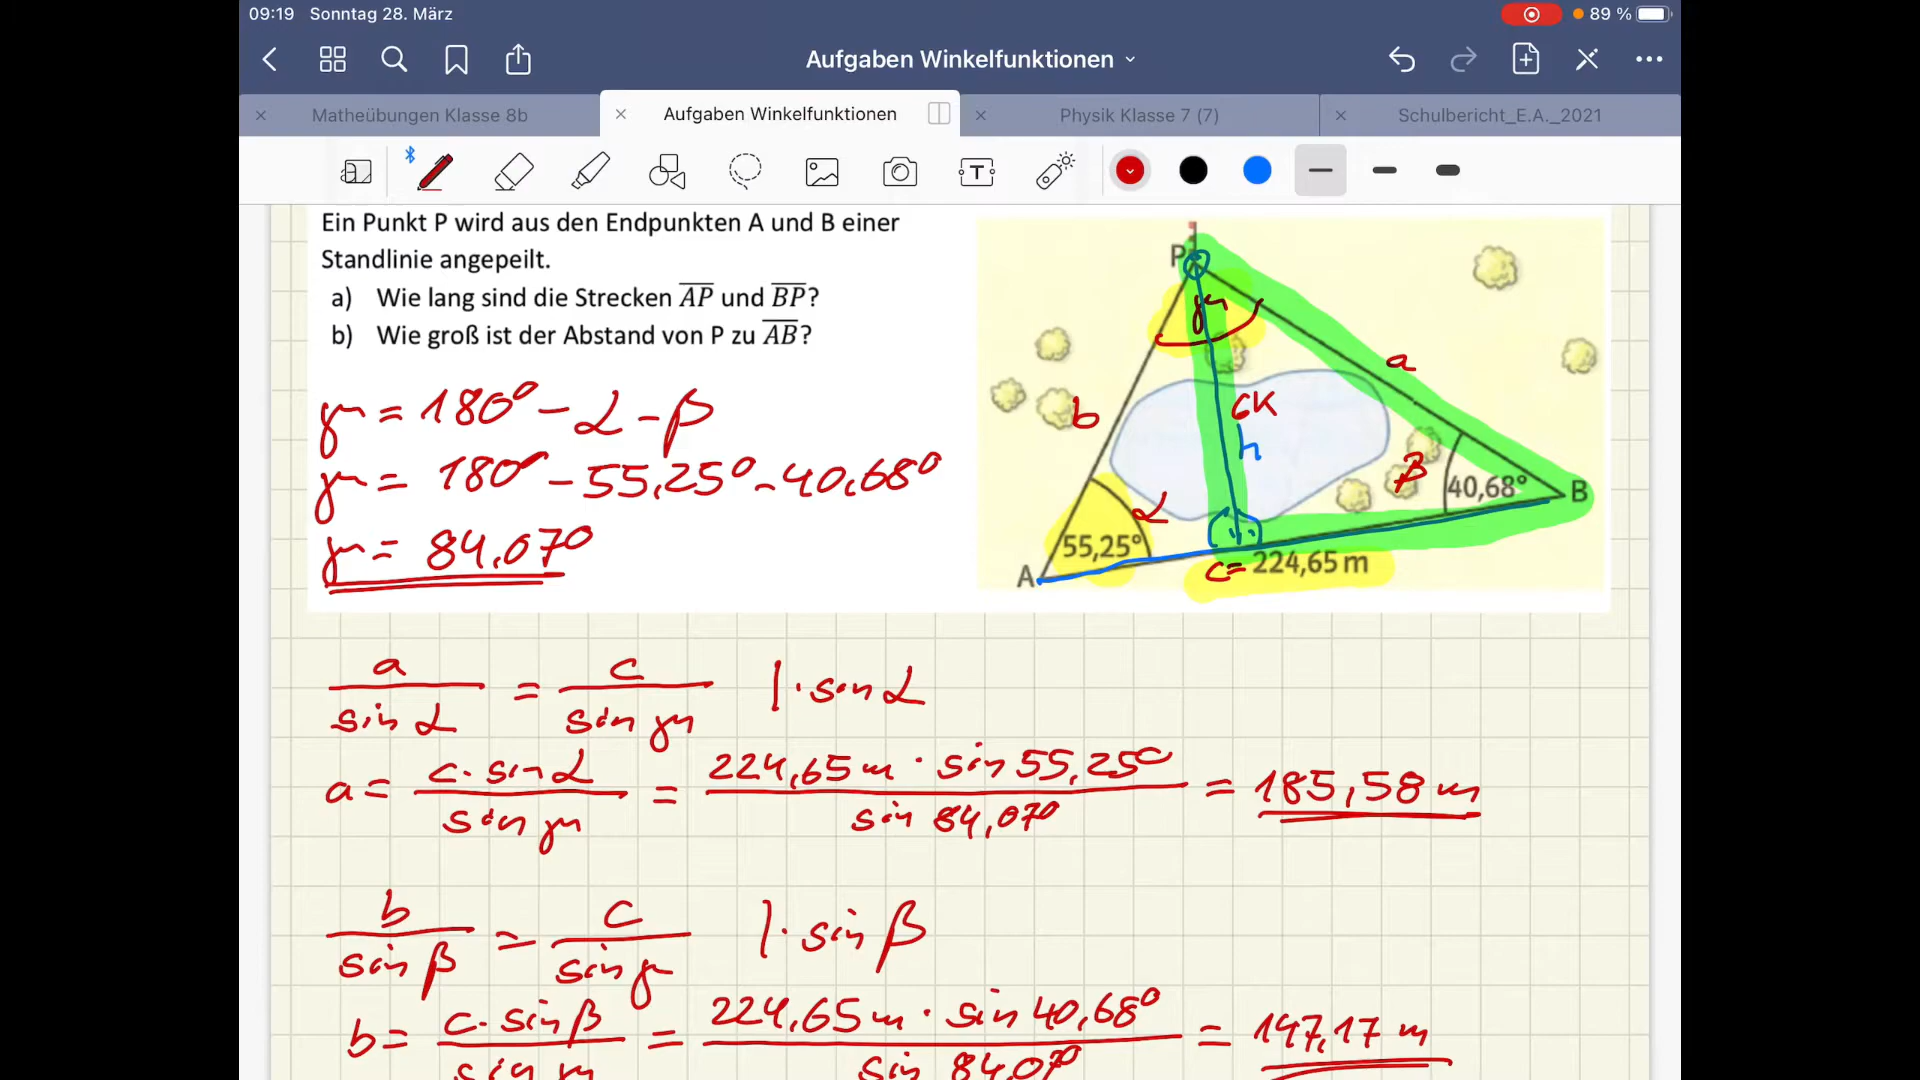 09:19 Sonntag 28. März
89 %
Aufgaben Winkelfunktionen
Matheübungen Klasse 8b
Aufgaben Winkelfunktionen
Physik Klasse 7 (7)
Schulbericht_E.A._2021
Ein Punkt P wird aus den Endpunkten A und B einer
Standlinie angepeilt.
a) Wie lang sind die Strecken AP und BP?
b) Wie groß ist der Abstand von P zu AB?
γ = 180° - α - β
γ = 180° - 55,25° - 40,68°
γ = 84,07°
P
γ
a
b
GK
h
β
40,68°
B
α
55,25°
A
c = 224,65 m
a / sin α = c / sin γ | · sin α
a = c · sin α / sin γ = 224,65 m · sin 55,25° / sin 84,07° = 185,58 m
b / sin β = c / sin γ | · sin β
b = c · sin β / sin γ = 224,65 m · sin 40,68° / sin 84,07° = 147,17 m